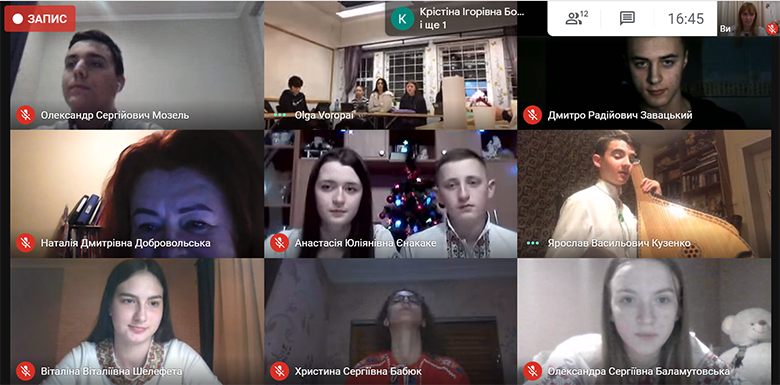 ЗАПИС
Крістіна Ігорівна Бо...
К
і ще 1
12
16:45
Ви
Олександр Сергійович Мозель
Olga Voropai
Дмитро Радійович Завацький
Наталія Дмитрівна Добровольська
Анастасія Юліянівна Єнакаке
Ярослав Васильович Кузенко
Віталіна Віталіївна Шелефета
Христина Сергіївна Бабюк
Олександра Сергіївна Баламутовська